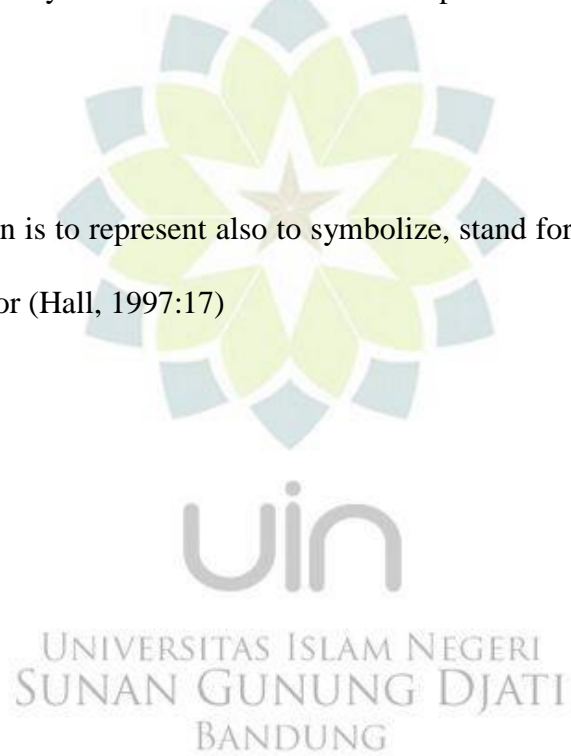 n is to represent also to symbolize, stand for
or (Hall, 1997:17)
uin
UNIVERSITAS ISLAM NEGERI
SUNAN GUNUNG DJATI
BANDUNG